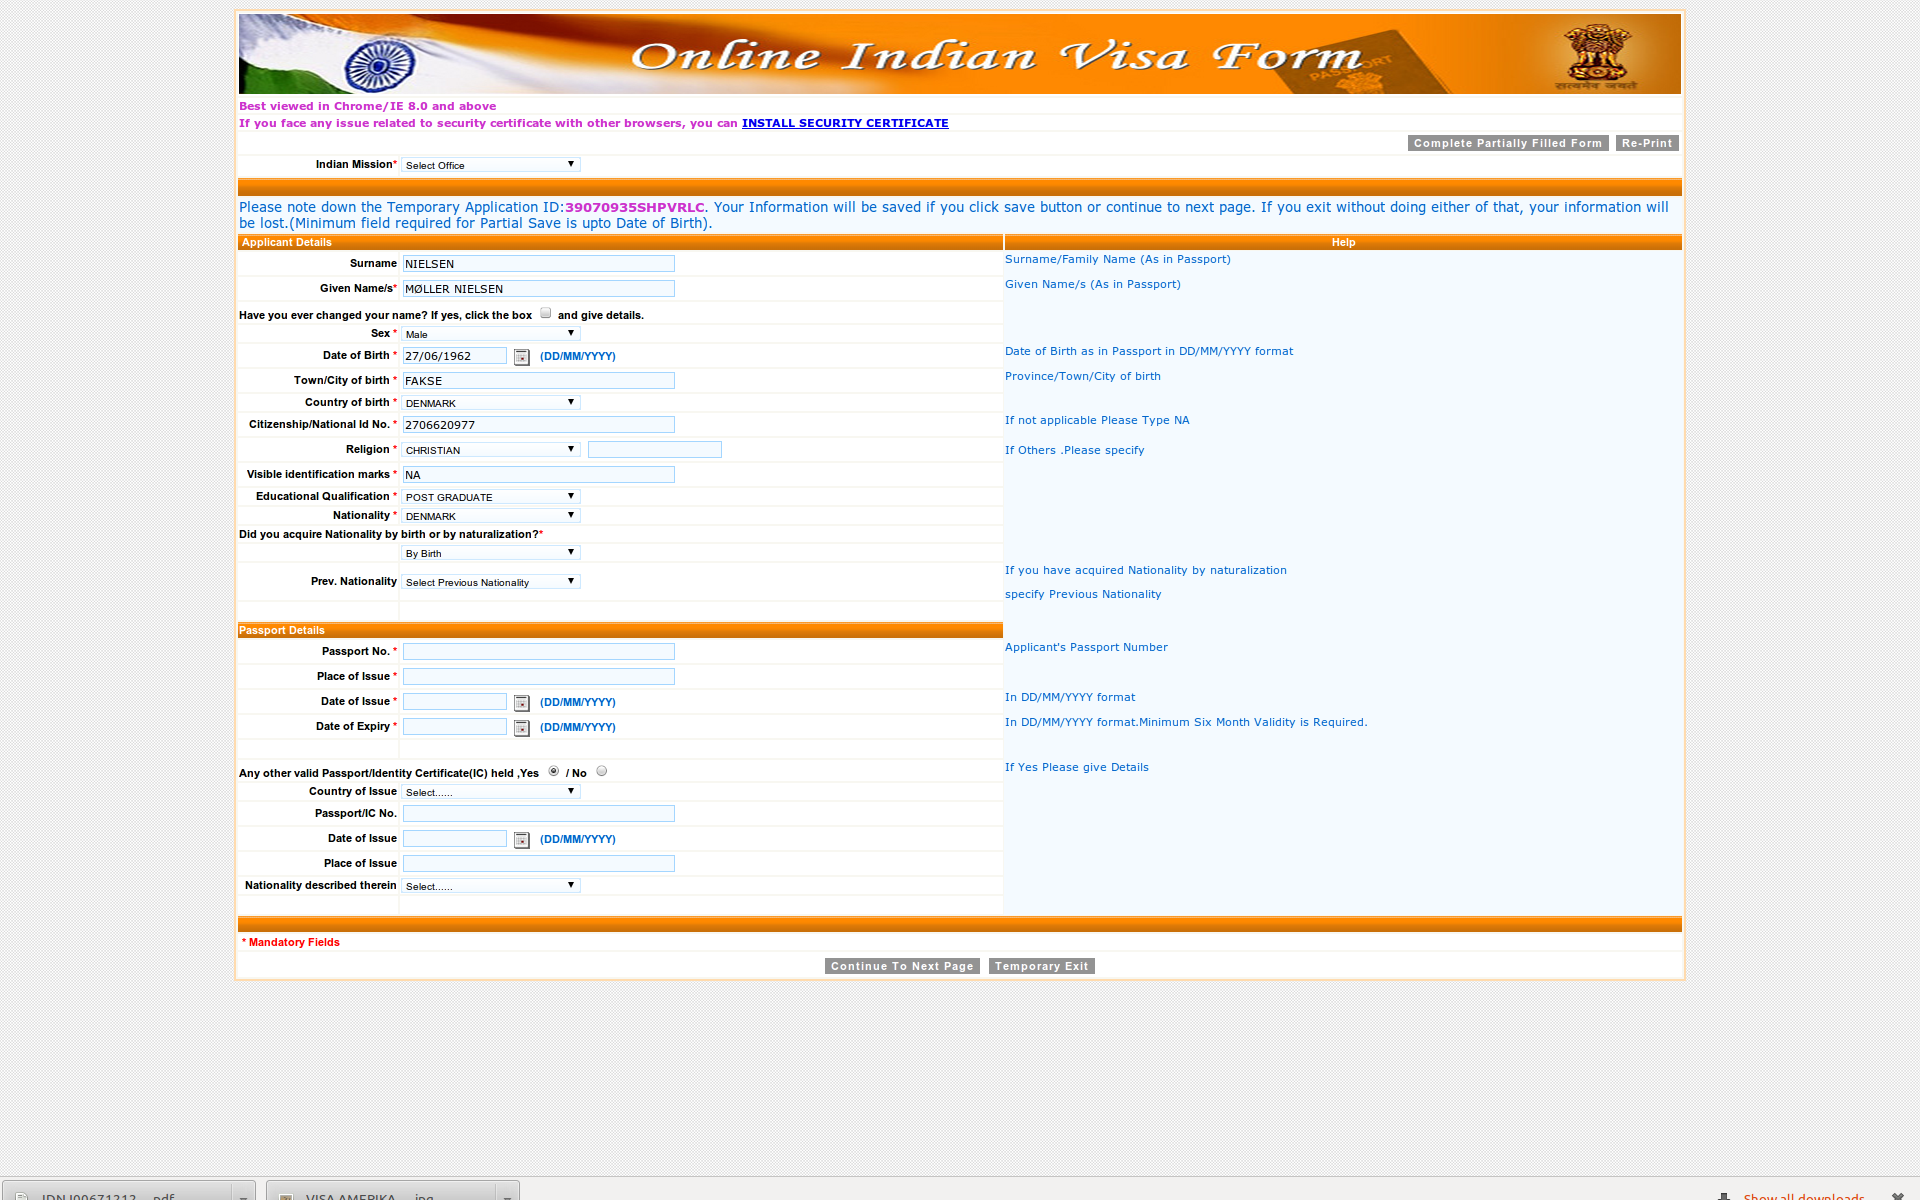 Online Indian Visa Form
PASSPORT
सत्यमेव जयते
Best viewed in Chrome/IE 8.0 and above
If you face any issue related to security certificate with other browsers, you can INSTALL SECURITY CERTIFICATE
Complete Partially Filled Form Re-Print
Indian Mission* Select Office
Please note down the Temporary Application ID:39070935SHPVRLC. Your Information will be saved if you click save button or continue to next page. If you exit without doing either of that, your information will
be lost.(Minimum field required for Partial Save is upto Date of Birth).
Applicant Details Help
Surname NIELSEN Surname/Family Name (As in Passport)
Given Name/s* MØLLER NIELSEN Given Name/s (As in Passport)
Have you ever changed your name? If yes, click the box and give details.
Sex * Male
Date of Birth * 27/06/1962 (DD/MM/YYYY) Date of Birth as in Passport in DD/MM/YYYY format
Town/City of birth * FAKSE Province/Town/City of birth
Country of birth * DENMARK
Citizenship/National Id No. * 2706620977 If not applicable Please Type NA
Religion * CHRISTIAN If Others .Please specify
Visible identification marks * NA
Educational Qualification * POST GRADUATE
Nationality * DENMARK
Did you acquire Nationality by birth or by naturalization?*
By Birth
Prev. Nationality Select Previous Nationality If you have acquired Nationality by naturalization
specify Previous Nationality
Passport Details
Passport No. * Applicant's Passport Number
Place of Issue *
Date of Issue * (DD/MM/YYYY) In DD/MM/YYYY format
Date of Expiry * (DD/MM/YYYY) In DD/MM/YYYY format.Minimum Six Month Validity is Required.
Any other valid Passport/Identity Certificate(IC) held ,Yes / No If Yes Please give Details
Country of Issue Select......
Passport/IC No.
Date of Issue (DD/MM/YYYY)
Place of Issue
Nationality described therein Select......
* Mandatory Fields
Continue To Next Page Temporary Exit
VISA AMERIKA....jpg Show all downloads...